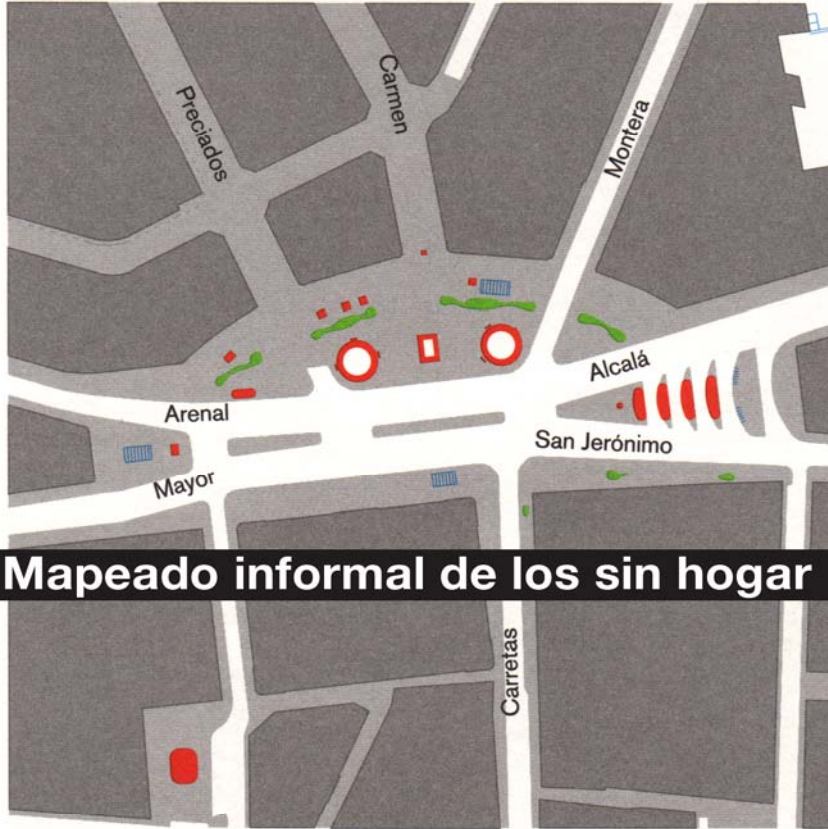 Preciados
Carmen
Montera
Alcalá
Arenal
San Jerónimo
Mayor
Mapeado informal de los sin hogar
Carretas